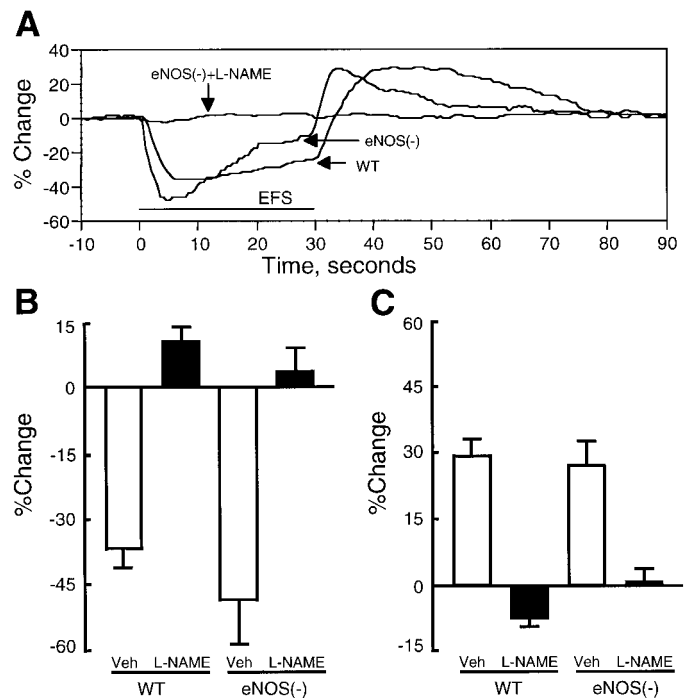 A
% Change
40
20
0
-20
-40
-60
eNOS(-)+L-NAME
eNOS(-)
WT
EFS
-10 0 10 20 30 40 50 60 70 80 90
Time, seconds
B
%Change
15
0
-15
-30
-45
-60
Veh L-NAME Veh L-NAME
WT eNOS(-)
C
%Change
60
45
30
15
0
-15
Veh L-NAME Veh L-NAME
WT eNOS(-)